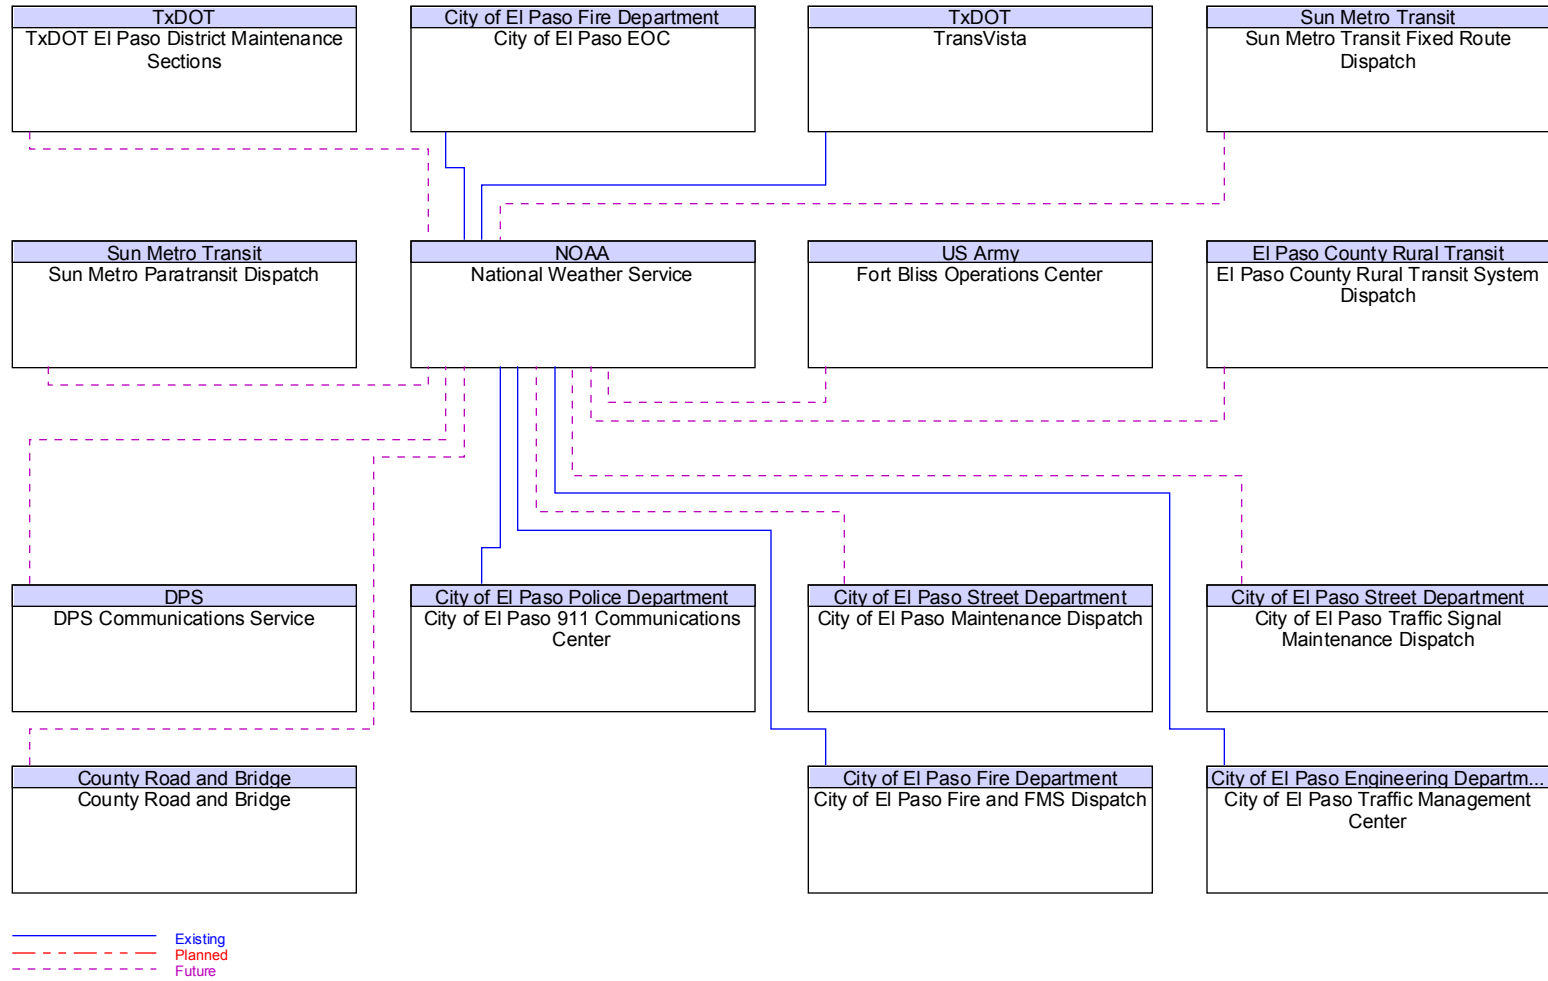 TxDOT
TxDOT El Paso District Maintenance
Sections
City of El Paso Fire Department
City of El Paso EOC
TxDOT
TransVista
Sun Metro Transit
Sun Metro Transit Fixed Route
Dispatch
Sun Metro Transit
Sun Metro Paratransit Dispatch
NOAA
National Weather Service
US Army
Fort Bliss Operations Center
El Paso County Rural Transit
El Paso County Rural Transit System
Dispatch
DPS
DPS Communications Service
City of El Paso Police Department
City of El Paso 911 Communications
Center
City of El Paso Street Department
City of El Paso Maintenance Dispatch
City of El Paso Street Department
City of El Paso Traffic Signal
Maintenance Dispatch
County Road and Bridge
County Road and Bridge
City of El Paso Fire Department
City of El Paso Fire and FMS Dispatch
City of El Paso Engineering Departm...
City of El Paso Traffic Management
Center
Existing
Planned
Future